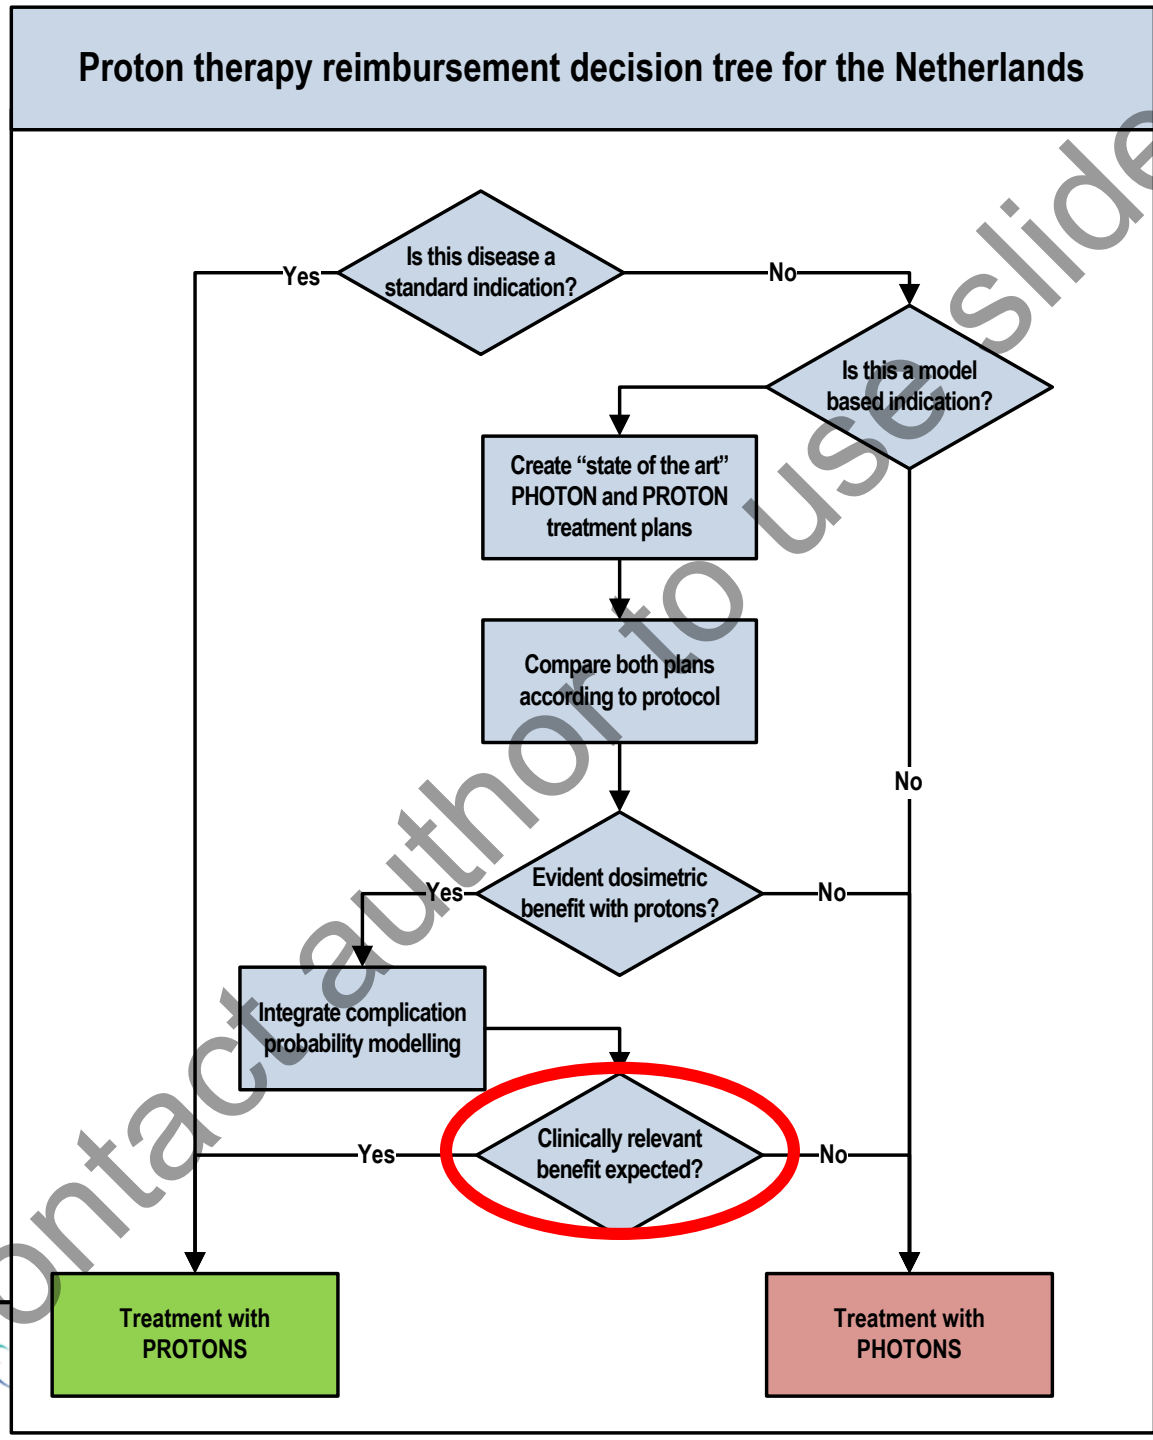 Proton therapy reimbursement decision tree for the Netherlands
Is this disease a
standard indication?
Yes
No
Is this a model
based indication?
Create “state of the art”
PHOTON and PROTON
treatment plans
Compare both plans
according to protocol
No
Evident dosimetric
benefit with protons?
Yes
No
Integrate complication
probability modelling
Clinically relevant
benefit expected?
Yes
No
Treatment with
PROTONS
Treatment with
PHOTONS
ontact author to use slide